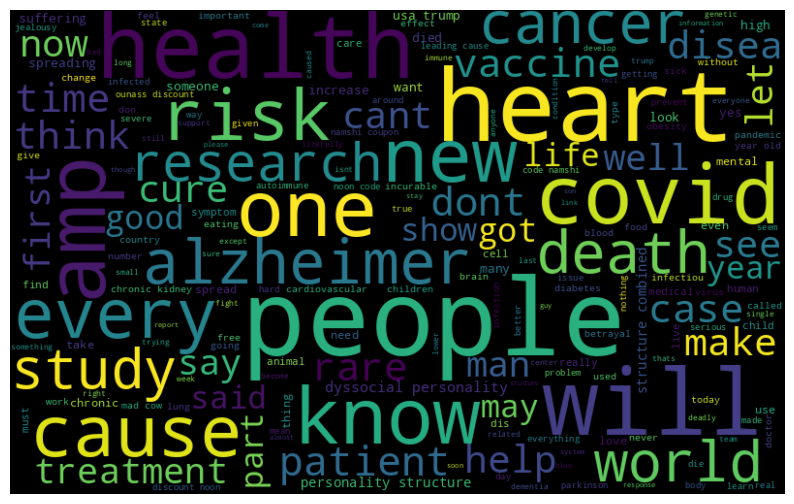 suffering
feel
important
come
usa trump
effect
health
cancer
genetic
information
jealousy
state
long
now
spreading
care
died
leading cause
develop
trump
high
disea
vaccine
immune
time
change
infected
ounass discount
someone
increase
want
getting
sick
without
everyone
prevent
let
think
severe
don
way
support
given
risk
cant
around
namshi coupon
heart
type
look
obesity
yes
pandemic
year old
give
still
please
literally
anyone
condition
tell
mental
first
amp
though
research
new
life
well
isnt
cure
autoimmune
noon code
incurable
code namshi
covid
drug
good
symptom
eating
stay
true
one
dont
ion
link
blood
food
seem
even
country
except
show
got
death
see
year
number
small
sure
alzheimer
cell
last
issue
infectiou
find
chronic kidney
hard
cardiovascular
children
brain
many
diabetes
nothing
medical
virus
human
every
spread
fight
report
people
infection
better
guy
case
called
single
something
trying
free
going
need
lower
betrayal
structure combined
serious
child
take
animal
live
thats
make
study
say
rare
man
really
center
problem
week
right
become
dyssocial personality
studies
used
today
deadly
work
chronic
said
know
may
will
use
must
mad cow
lung
thing
dis
team
made
cause
mean
almost
part
related
everything
love
never
doctor
patient
help
world
day
system
die
treatment
discount noon
personality structure
soon
dementia
parkinson
response
body
learn
real